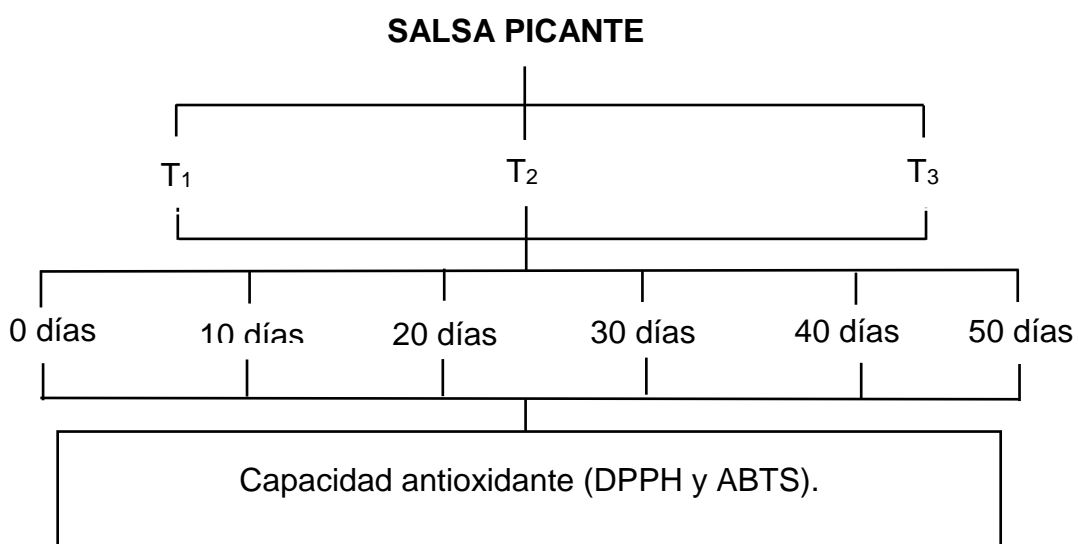 SALSA PICANTE
T1 T2 T3
0 días 10 días 20 días 30 días 40 días 50 días
Capacidad antioxidante (DPPH y ABTS).